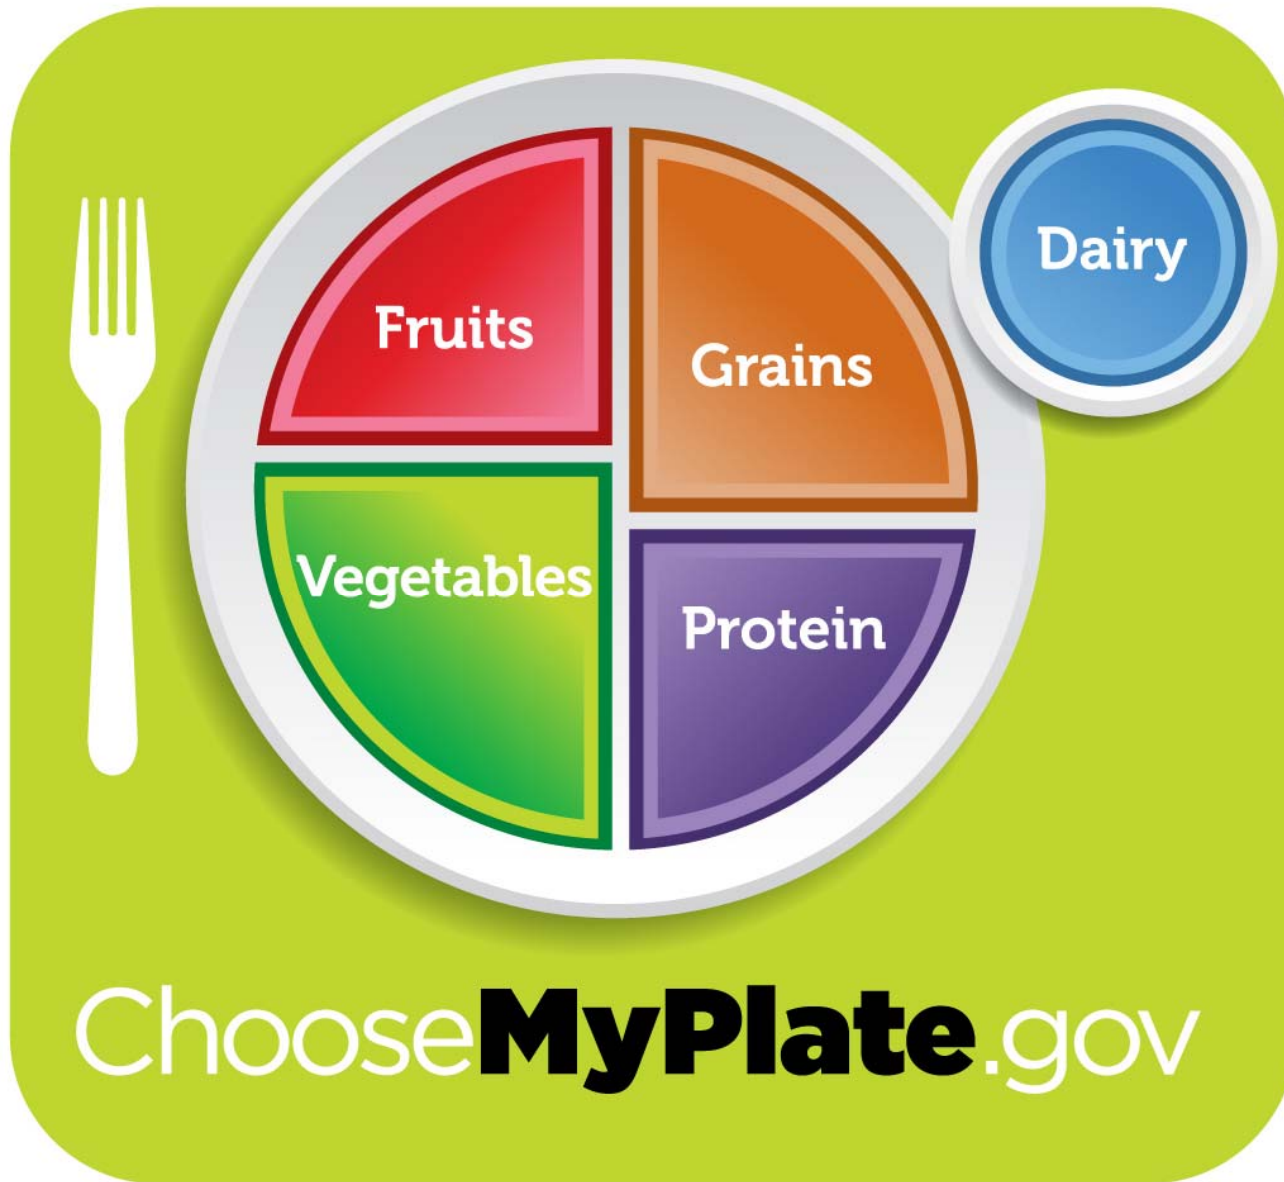 Fruits
Grains
Dairy
Vegetables
Protein
ChooseMyPlate.gov